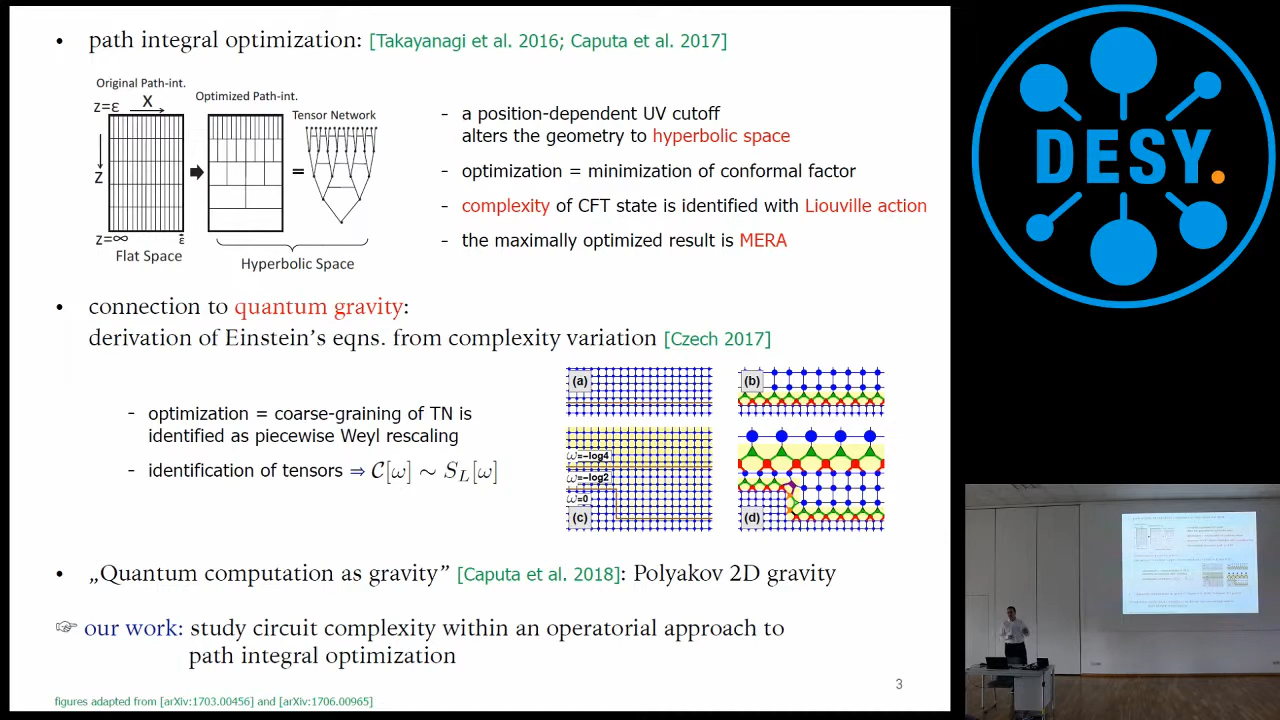 • path integral optimization: [Takayanagi et al. 2016; Caputa et al. 2017]
Original Path-int.
z=ε X
Optimized Path-int.
Tensor Network
Z
=
z=∞ ε
Flat Space
Hyperbolic Space
- a position-dependent UV cutoff
alters the geometry to hyperbolic space
- optimization = minimization of conformal factor
- complexity of CFT state is identified with Liouville action
- the maximally optimized result is MERA
DESY.
• connection to quantum gravity:
derivation of Einstein's eqns. from complexity variation [Czech 2017]
- optimization = coarse-graining of TN is
identified as piecewise Weyl rescaling
- identification of tensors ⇒ C[ω] ∼ S_L[ω]
(a)
(b)
ω=-log4
ω=-log2
ω=0
(c)
(d)
• „Quantum computation as gravity” [Caputa et al. 2018]: Polyakov 2D gravity
☞ our work: study circuit complexity within an operatorial approach to
path integral optimization
3
figures adapted from [arXiv:1703.00456] and [arXiv:1706.00965]